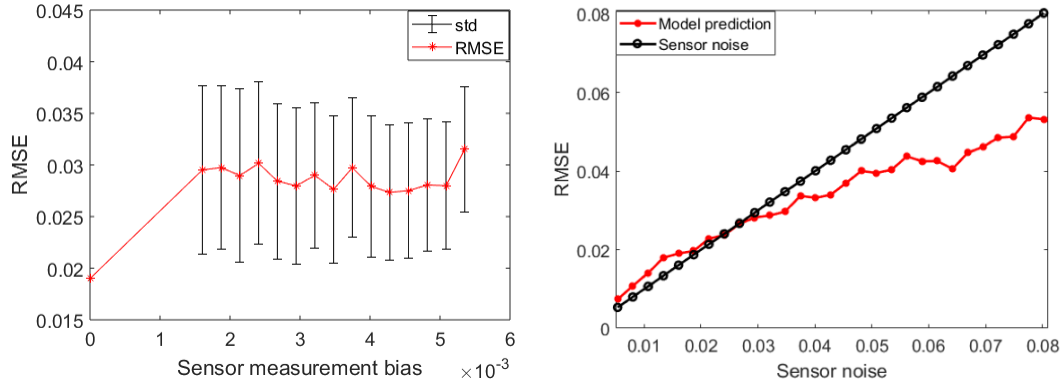 0.045
0.04
0.035
0.03
0.025
0.02
0.015
RMSE
std
RMSE
0 1 2 3 4 5 6
Sensor measurement bias ×10⁻³
0.08
0.06
0.04
0.02
0
RMSE
Model prediction
Sensor noise
0.01 0.02 0.03 0.04 0.05 0.06 0.07 0.08
Sensor noise